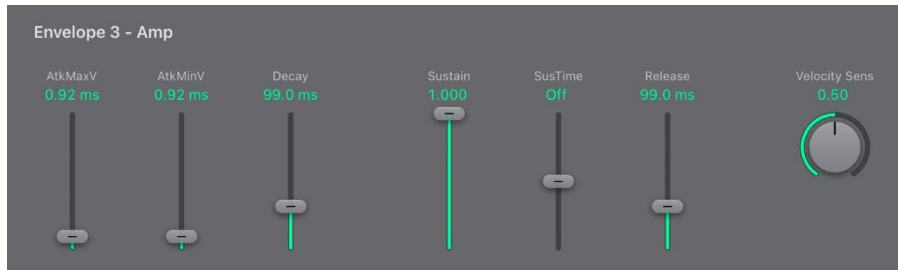 Envelope 3 - Amp
AtkMaxV AtkMinV Decay Sustain SusTime Release Velocity Sens
0.92 ms 0.92 ms 99.0 ms 1.000 Off 99.0 ms 0.50